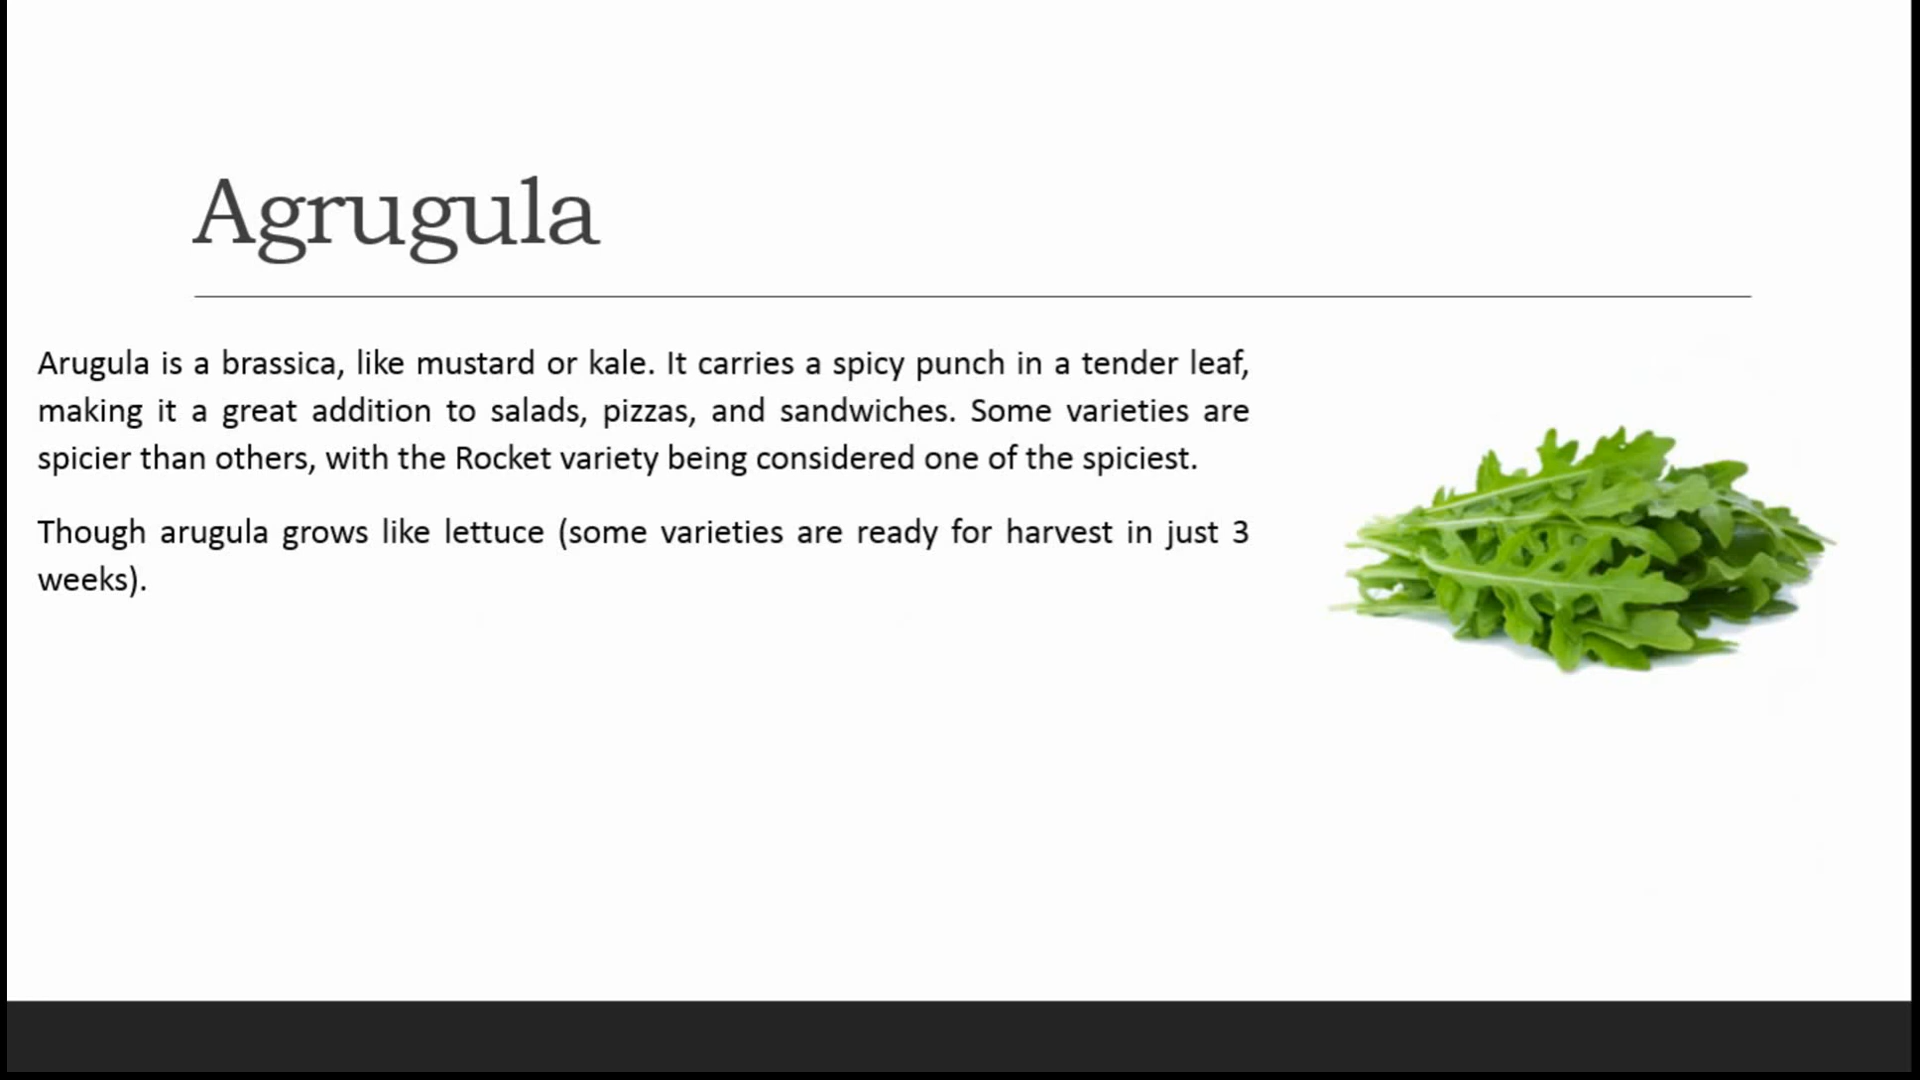 Agrugula
Arugula is a brassica, like mustard or kale. It carries a spicy punch in a tender leaf,
making it a great addition to salads, pizzas, and sandwiches. Some varieties are
spicier than others, with the Rocket variety being considered one of the spiciest.
Though arugula grows like lettuce (some varieties are ready for harvest in just 3
weeks).